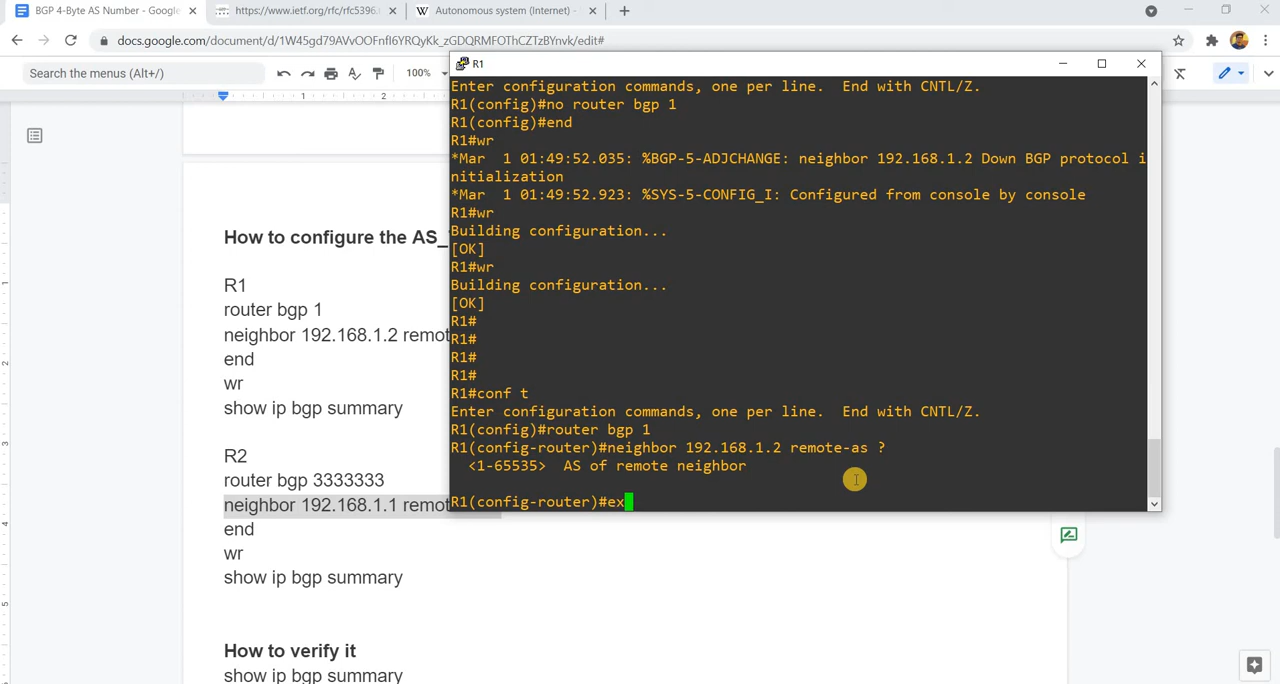 BGP 4-Byte AS Number - Google
https://www.ietf.org/rfc/rfc5396.
Autonomous system (Internet) -
docs.google.com/document/d/1W45gd79AVvOOFnfI6YRQyKk_zGDQRMFOThCZTzBYnvk/edit#
Search the menus (Alt+/)
100%
1
2
R1
Enter configuration commands, one per line. End with CNTL/Z.
R1(config)#no router bgp 1
R1(config)#end
R1#wr
*Mar 1 01:49:52.035: %BGP-5-ADJCHANGE: neighbor 192.168.1.2 Down BGP protocol i
nitialization
*Mar 1 01:49:52.923: %SYS-5-CONFIG_I: Configured from console by console
R1#wr
Building configuration...
[OK]
R1#wr
Building configuration...
[OK]
R1#
R1#
R1#
R1#
R1#conf t
Enter configuration commands, one per line. End with CNTL/Z.
R1(config)#router bgp 1
R1(config-router)#neighbor 192.168.1.2 remote-as ?
<1-65535> AS of remote neighbor
R1(config-router)#ex
How to configure the AS_
R1
router bgp 1
neighbor 192.168.1.2 remot
end
wr
show ip bgp summary
R2
router bgp 3333333
neighbor 192.168.1.1 remot
end
wr
show ip bgp summary
How to verify it
show ip bgp summary
1
2
3
4
5